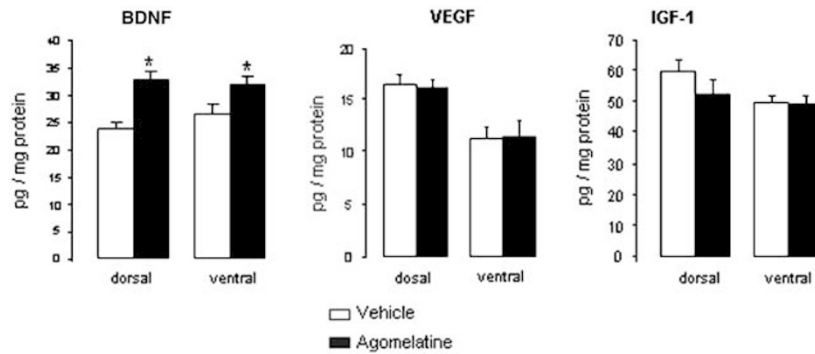 BDNF
pg / mg protein
40
35
30
25
20
15
10
0
*
*
dorsal
ventral
VEGF
pg / mg protein
20
15
10
5
0
dosal
ventral
IGF-1
pg / mg protein
70
60
50
40
30
20
10
0
dorsal
ventral
Vehicle
Agomelatine